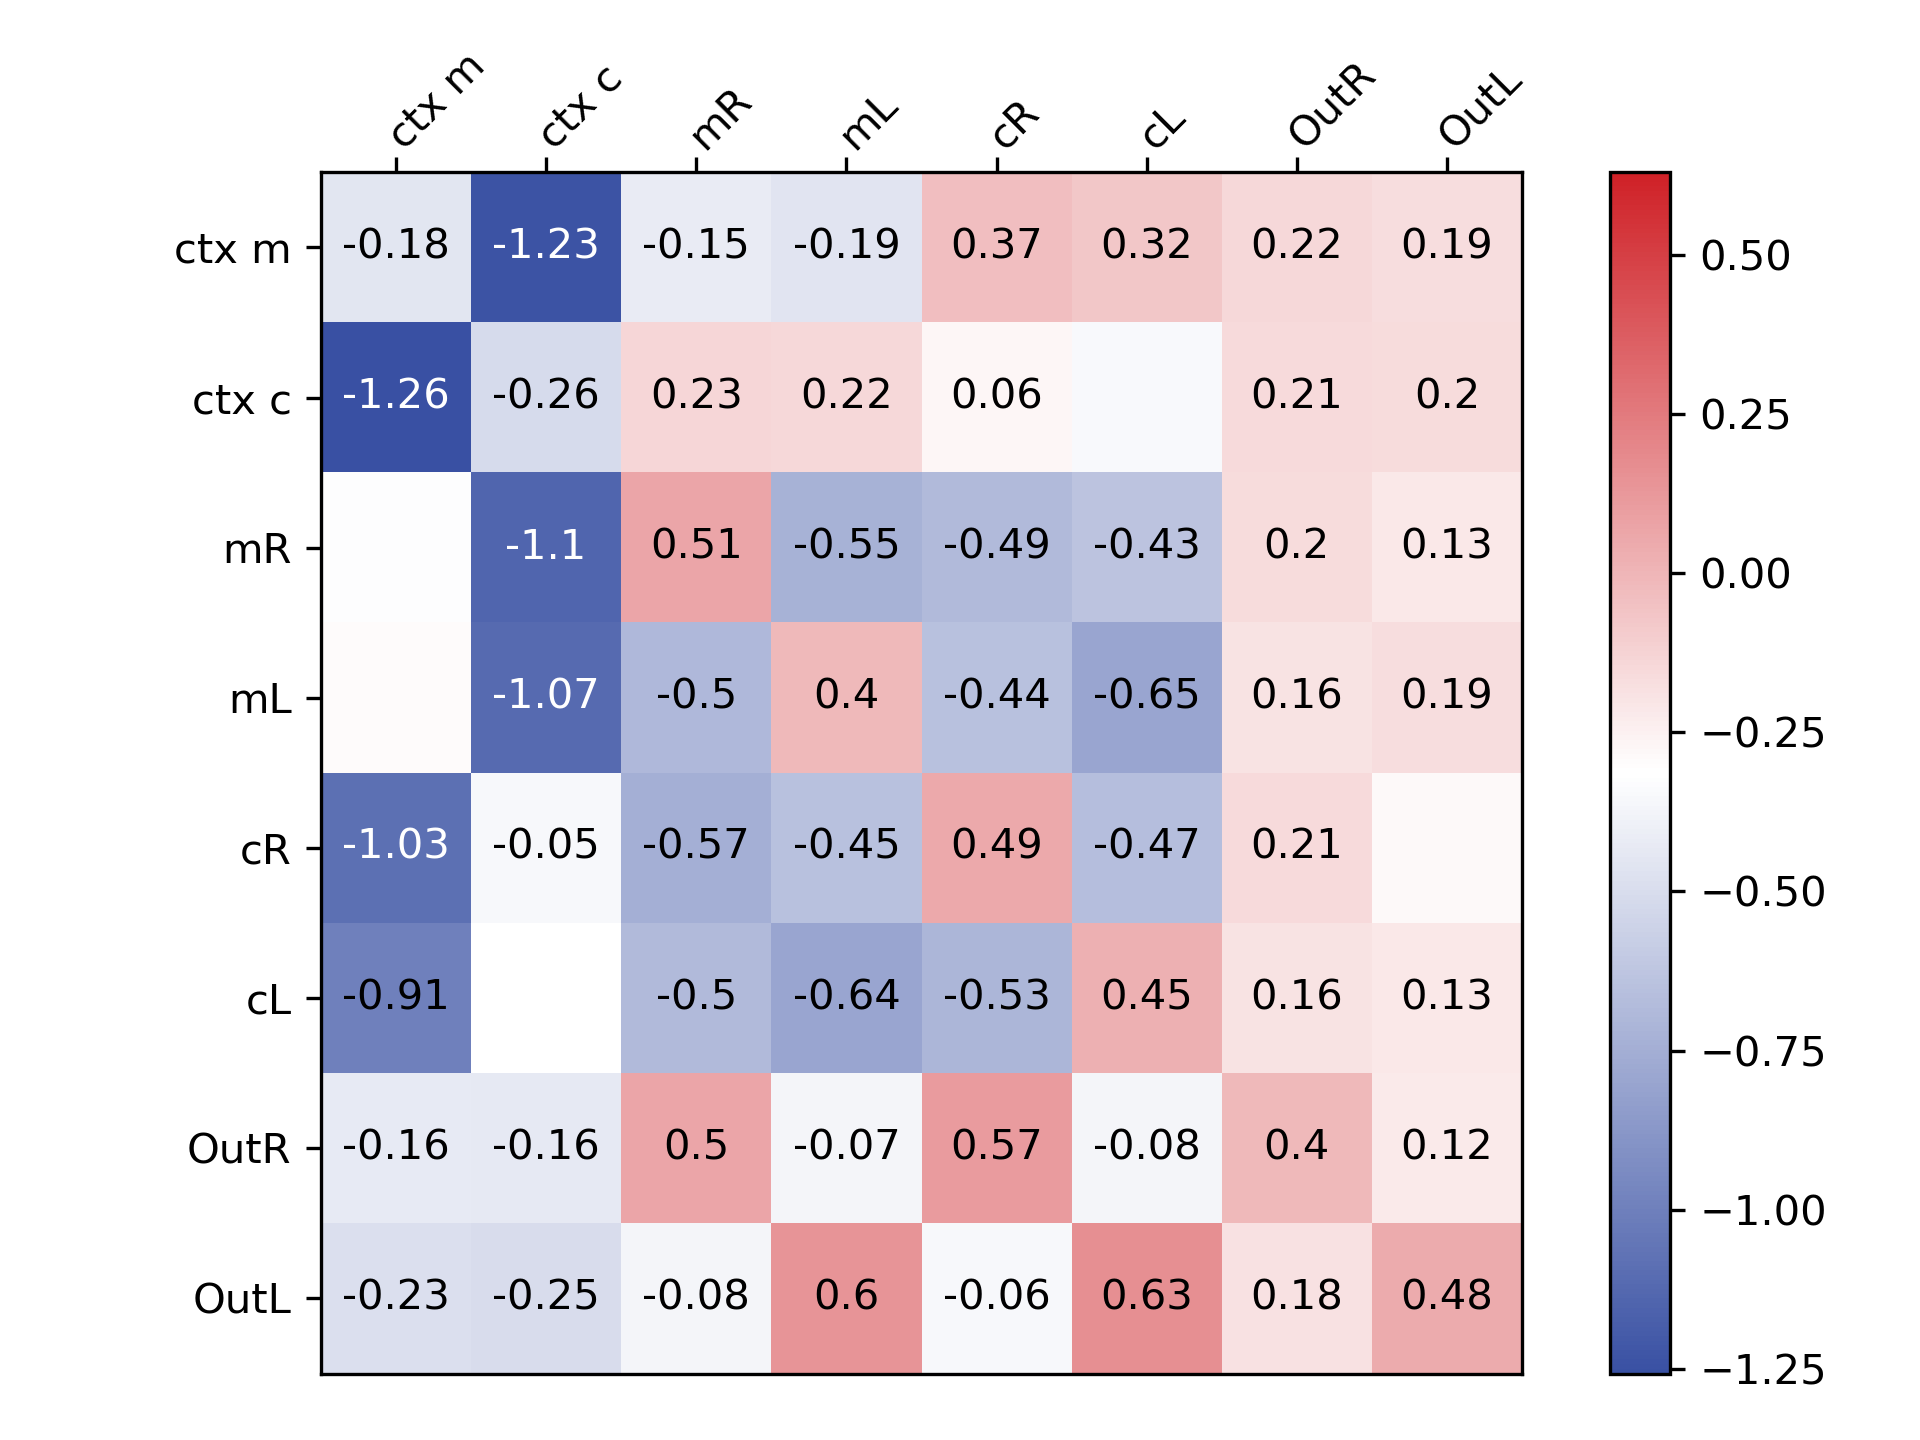 ctx m ctx c mR mL cR cL OutR OutL
ctx m -0.18 -1.23 -0.15 -0.19 0.37 0.32 0.22 0.19
ctx c -1.26 -0.26 0.23 0.22 0.06 0.21 0.2
mR -1.1 0.51 -0.55 -0.49 -0.43 0.2 0.13
mL -1.07 -0.5 0.4 -0.44 -0.65 0.16 0.19
cR -1.03 -0.05 -0.57 -0.45 0.49 -0.47 0.21
cL -0.91 -0.5 -0.64 -0.53 0.45 0.16 0.13
OutR -0.16 -0.16 0.5 -0.07 0.57 -0.08 0.4 0.12
OutL -0.23 -0.25 -0.08 0.6 -0.06 0.63 0.18 0.48
0.50
0.25
0.00
−0.25
−0.50
−0.75
−1.00
−1.25